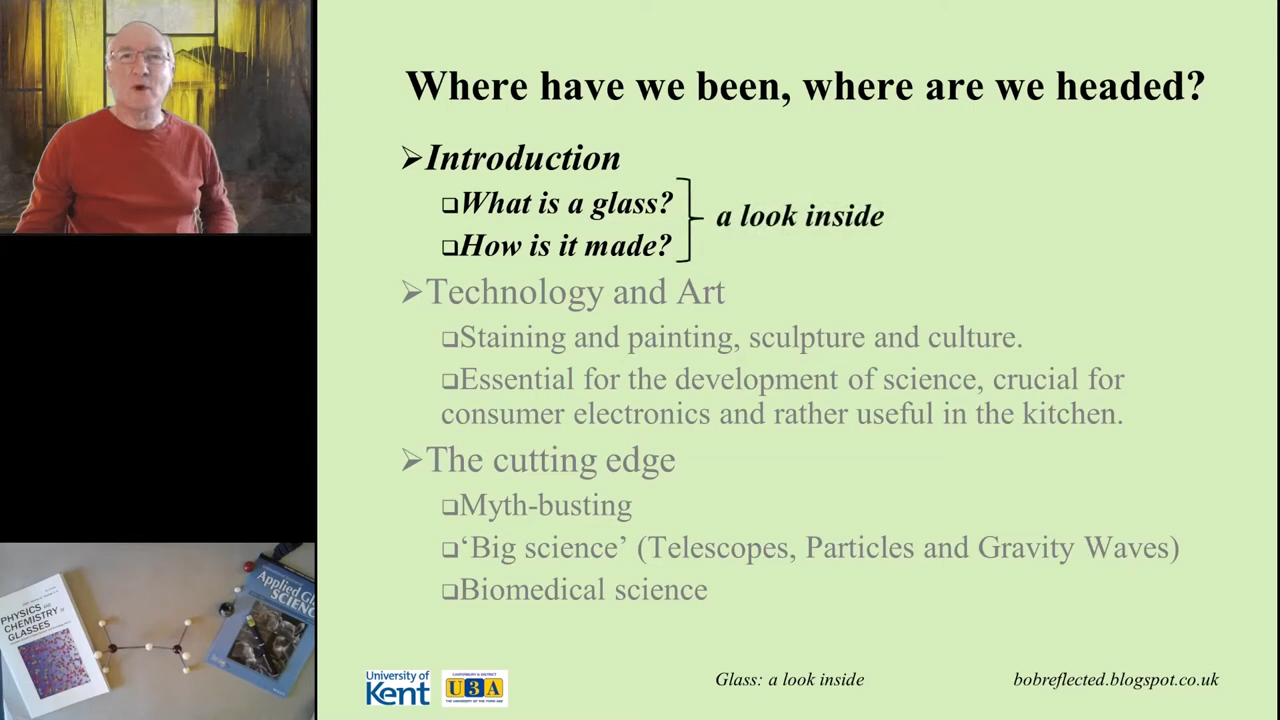 Where have we been, where are we headed?
Introduction
What is a glass?
How is it made?
a look inside
Technology and Art
Staining and painting, sculpture and culture.
Essential for the development of science, crucial for
consumer electronics and rather useful in the kitchen.
The cutting edge
Myth-busting
‘Big science’ (Telescopes, Particles and Gravity Waves)
Biomedical science
PHYSICS AND
CHEMISTRY OF
GLASSES
Applied Glass
SCIENCE
University of
Kent
CANTERBURY & DISTRICT
U3A
THE UNIVERSITY OF THE THIRD AGE
Glass: a look inside
bobreflected.blogspot.co.uk